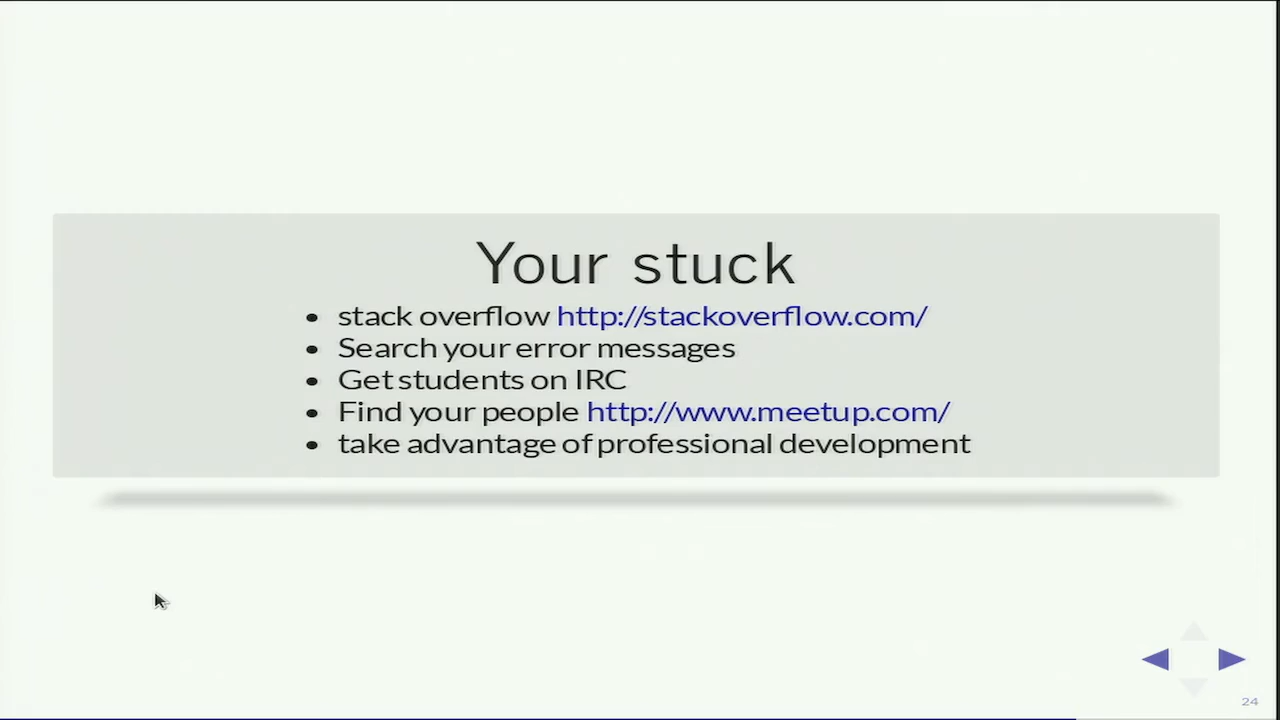 Your stuck
stack overflow http://stackoverflow.com/
Search your error messages
Get students on IRC
Find your people http://www.meetup.com/
take advantage of professional development
24